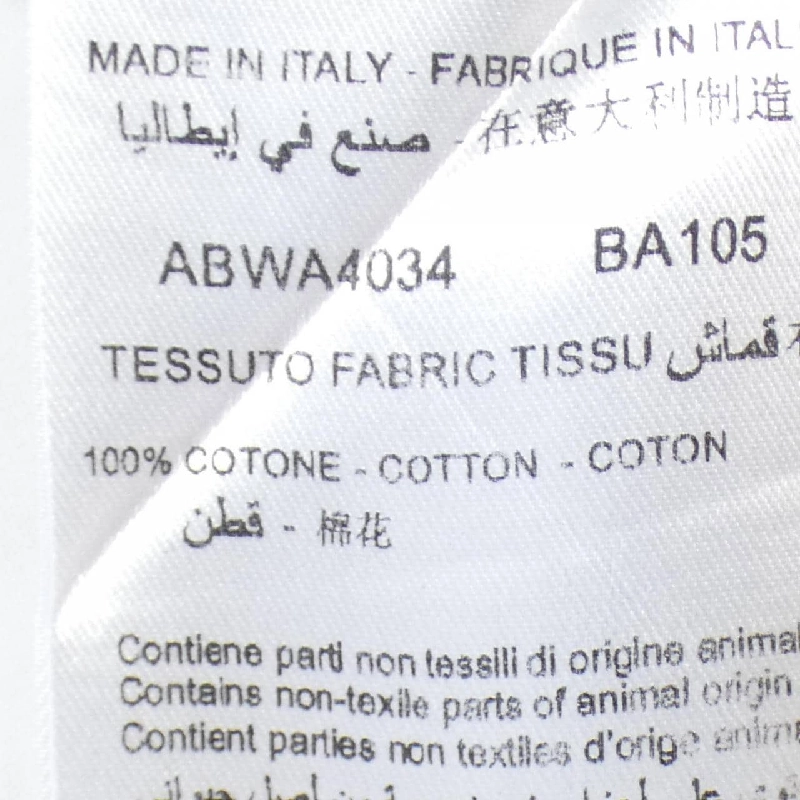 MADE IN ITALY - FABRIQUE IN ITAL
صنع في إيطاليا - 在意大利制造
ABWA4034 BA105
TESSUTO FABRIC TISSU قماش
100% COTONE - COTTON - COTON
قطن - 棉花
Contiene parti non tessili di origine animal
Contains non-texile parts of animal origin
Contient parties non textiles d'orige anim